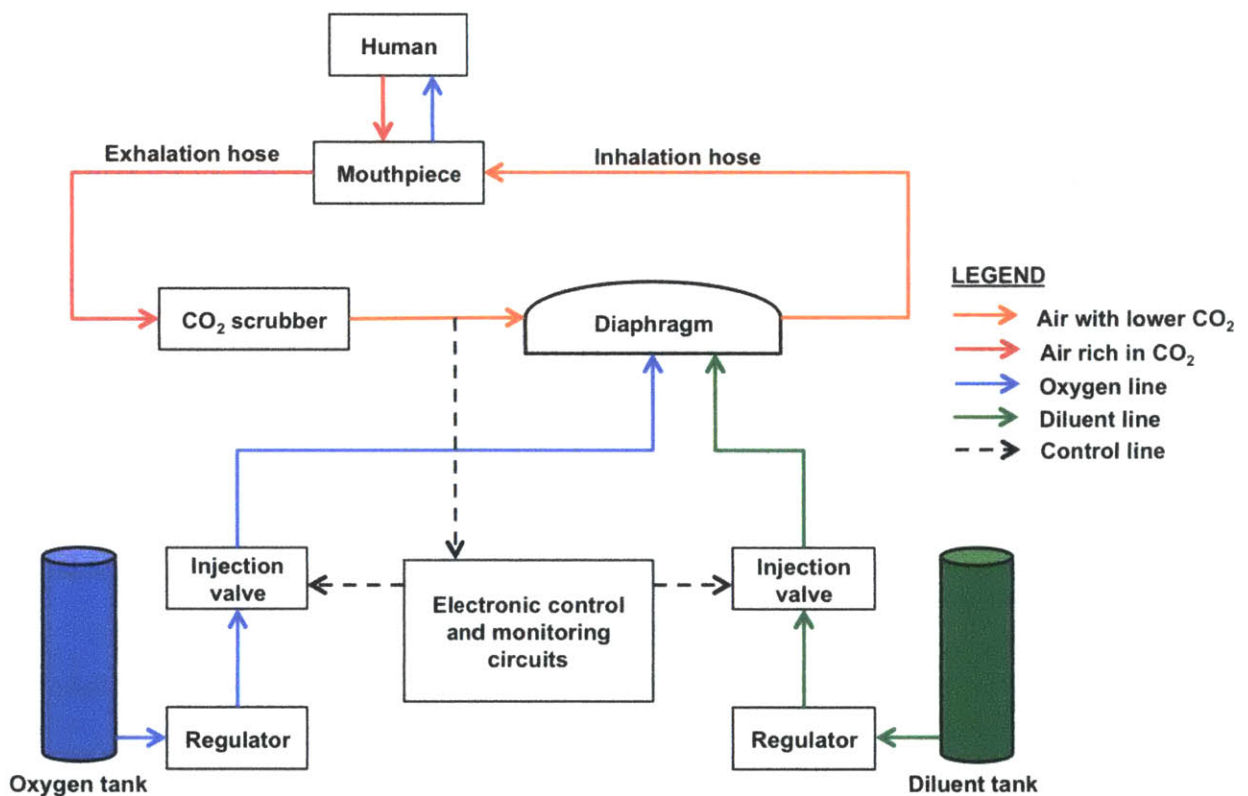 Human
Exhalation hose
Inhalation hose
Mouthpiece
LEGEND
CO₂ scrubber
Diaphragm
Air with lower CO₂
Air rich in CO₂
Oxygen line
Diluent line
Control line
Injection
valve
Electronic control
and monitoring
circuits
Injection
valve
Regulator
Regulator
Oxygen tank
Diluent tank